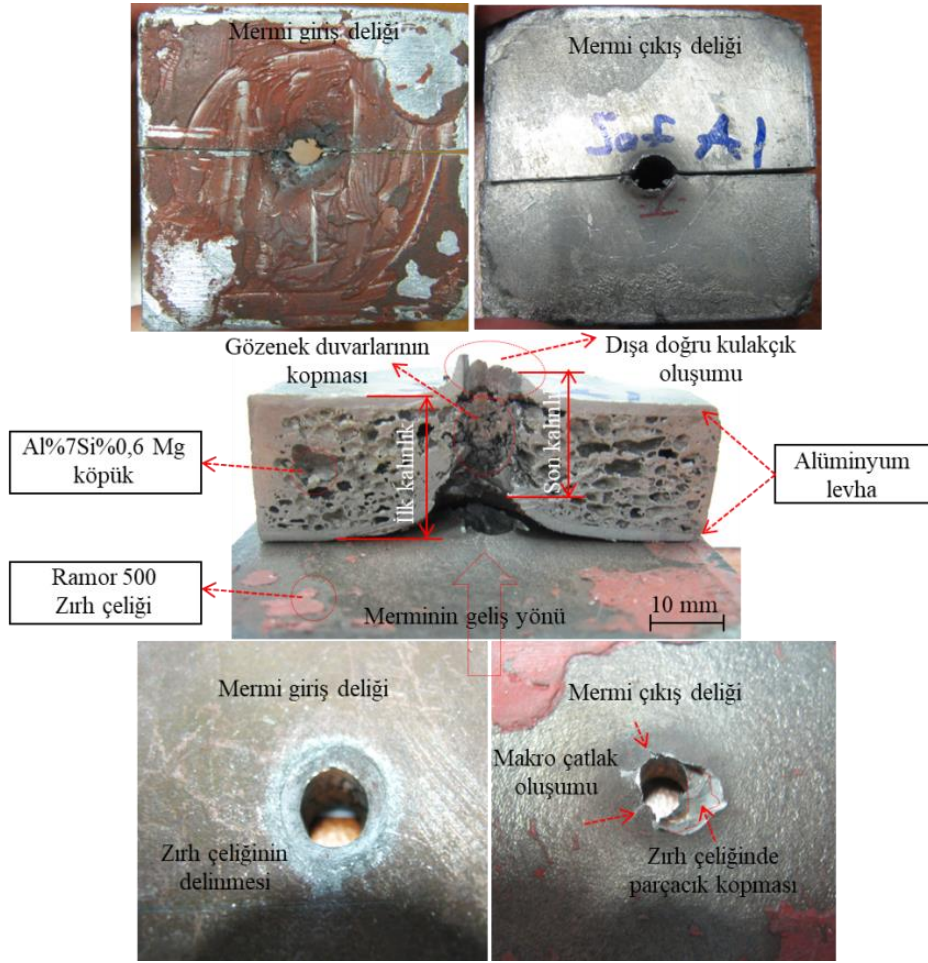 Mermi giriş deliği
Mermi çıkış deliği
Saf Al
Gözenek duvarlarının
kopması
Dışa doğru kulakçık
oluşumu
Al%7Si%0,6 Mg
köpük
İlk kalınlık
Son kalınlık
Alüminyum
levha
Ramor 500
Zırh çeliği
Merminin geliş yönü
10 mm
Mermi giriş deliği
Zırh çeliğinin
delinmesi
Mermi çıkış deliği
Makro çatlak
oluşumu
Zırh çeliğinde
parçacık kopması